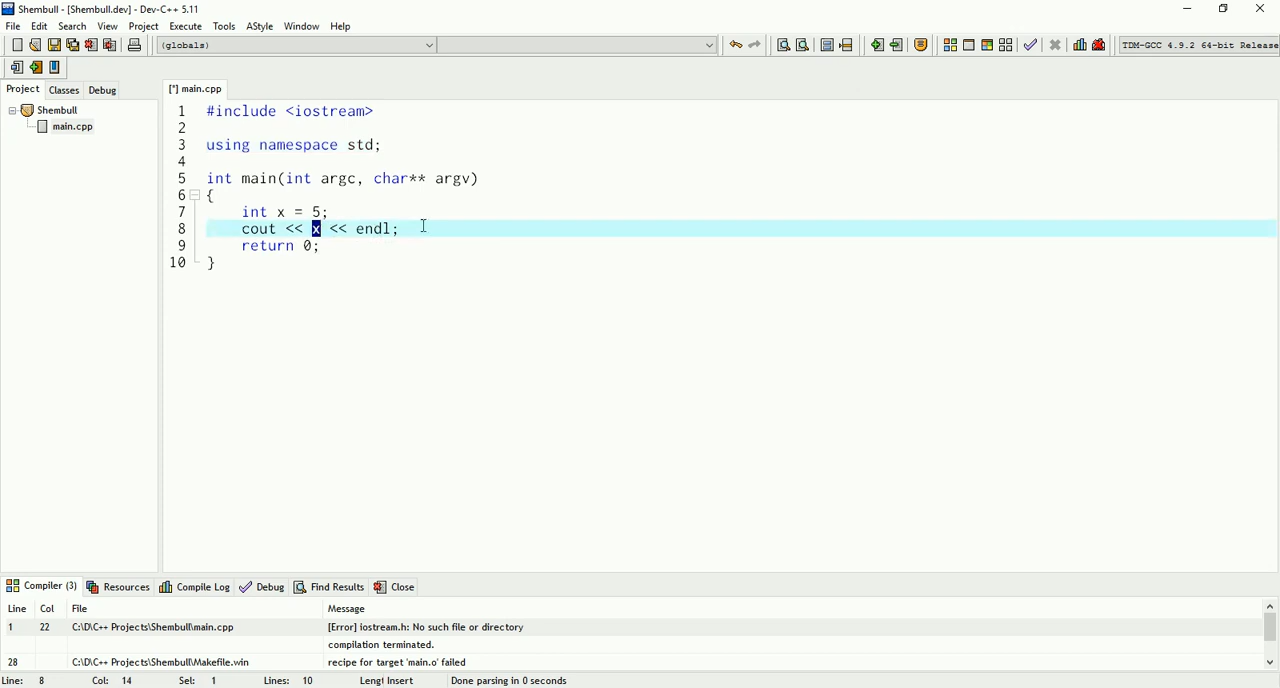 Shembull - [Shembull.dev] - Dev-C++ 5.11
File Edit Search View Project Execute Tools AStyle Window Help
(globals)
TDM-GCC 4.9.2 64-bit Release
Project Classes Debug
[*] main.cpp
Shembull
main.cpp
1 #include <iostream>
2
3 using namespace std;
4
5 int main(int argc, char** argv)
6 {
7 int x = 5;
8 cout << x << endl;
9 return 0;
10 }
Compiler (3) Resources Compile Log Debug Find Results Close
Line Col File Message
1 22 C:\D\C++ Projects\Shembull\main.cpp [Error] iostream.h: No such file or directory
compilation terminated.
28 C:\D\C++ Projects\Shembull\Makefile.win recipe for target 'main.o' failed
Line: 8 Col: 14 Sel: 1 Lines: 10 Lengt Insert Done parsing in 0 seconds